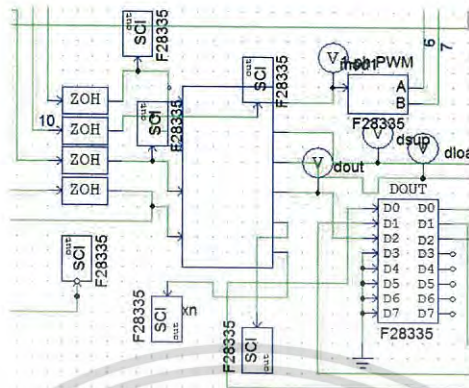 SCI out
F28335
ZOH
10
ZOH
ZOH
ZOH
SCI out
F28335
SCI out
F28335
V
PWM
A
B
F28335
6
7
V
dsup
V
V
dout
DOUT
D0 D0
D1 D1
D2 D2
D3 D3
D4 D4
D5 D5
D6 D6
D7 D7
F28335
SCI out
F28335
F28335
SCI out
xn
F28335
SCI out